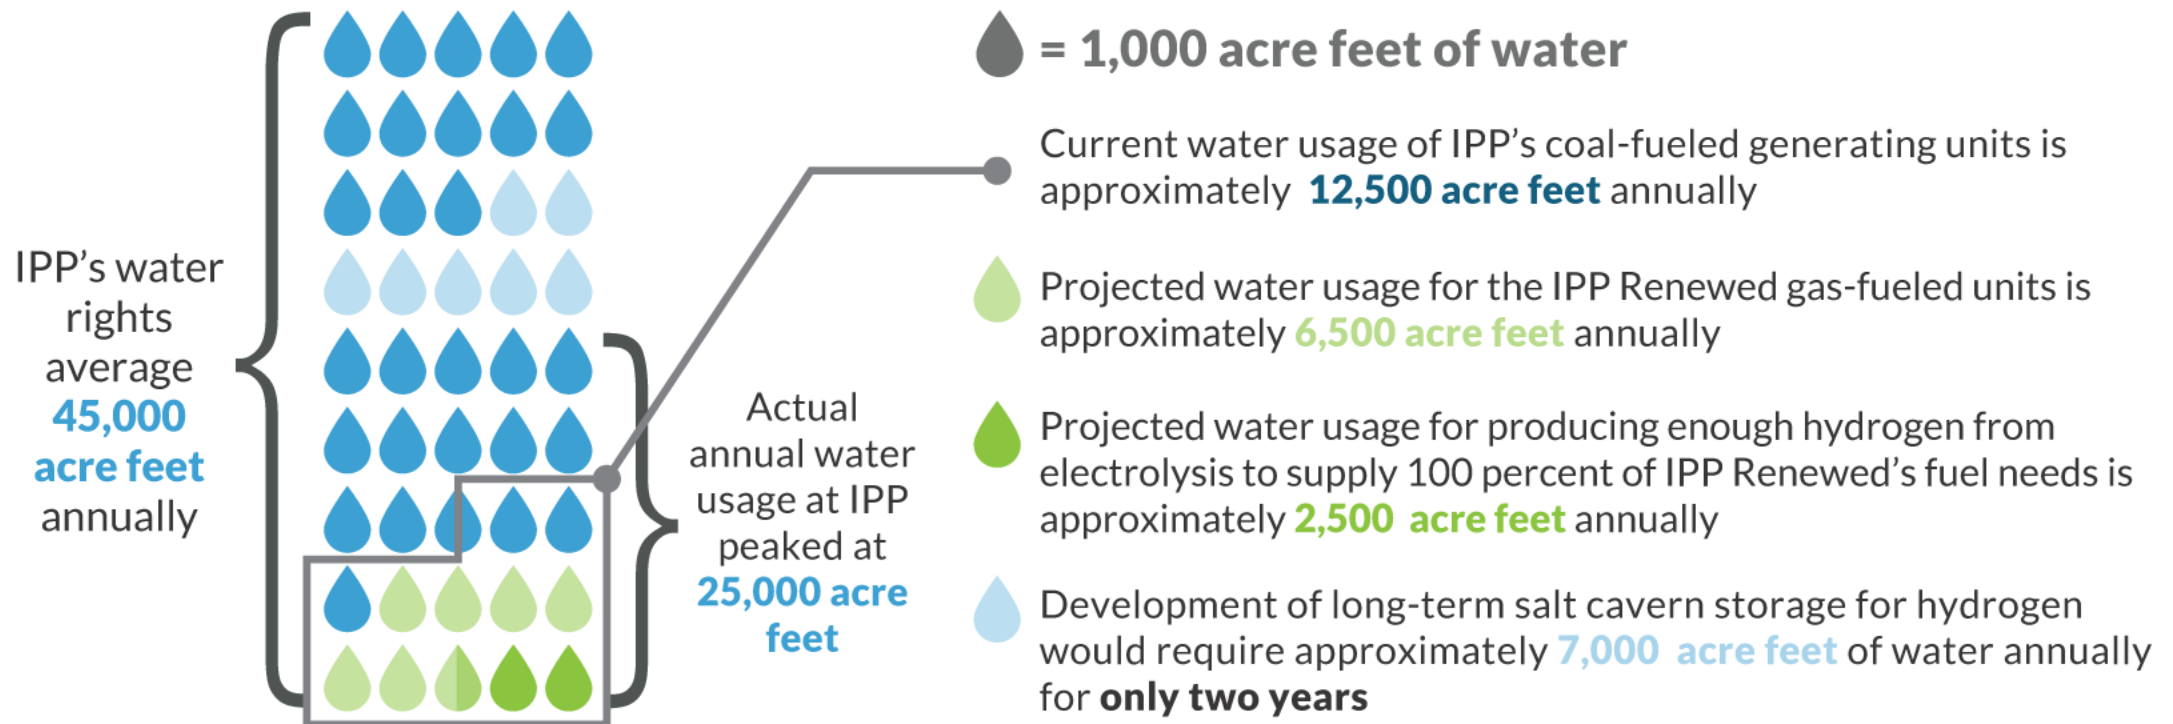 IPP’s water
rights
average
45,000
acre feet
annually
Actual
annual water
usage at IPP
peaked at
25,000 acre
feet
= 1,000 acre feet of water
Current water usage of IPP’s coal-fueled generating units is
approximately 12,500 acre feet annually
Projected water usage for the IPP Renewed gas-fueled units is
approximately 6,500 acre feet annually
Projected water usage for producing enough hydrogen from
electrolysis to supply 100 percent of IPP Renewed’s fuel needs is
approximately 2,500 acre feet annually
Development of long-term salt cavern storage for hydrogen
would require approximately 7,000 acre feet of water annually
for only two years